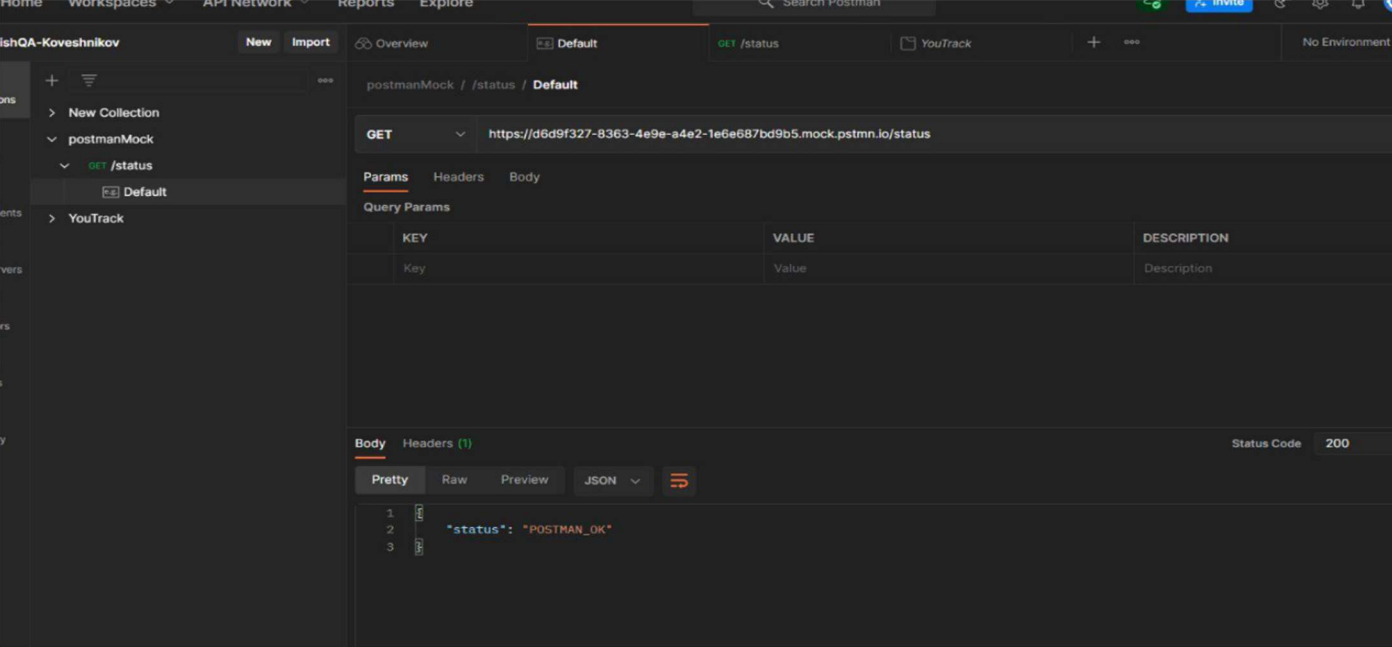 Home Workspaces API Network Reports Explore Search Postman Invite
ishQA-Koveshnikov New Import Overview Default GET /status YouTrack No Environment
postmanMock / /status / Default
ons
New Collection
postmanMock
GET https://d6d9f327-8363-4e9e-a4e2-1e6e687bd9b5.mock.pstmn.io/status
GET /status
Params Headers Body
Default
Query Params
ents
YouTrack
KEY VALUE DESCRIPTION
Key Value Description
vers
rs
s
y
Body Headers (1) Status Code 200
Pretty Raw Preview JSON
1 {
2 "status": "POSTMAN_OK"
3 }